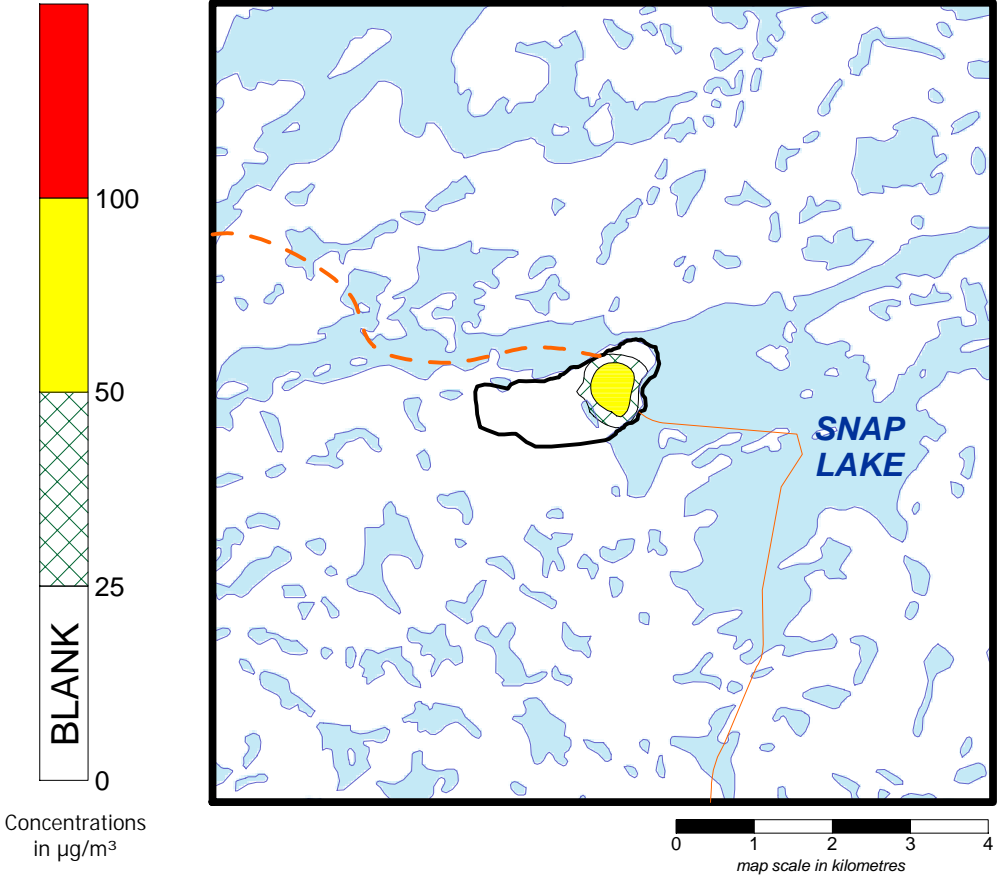 100
50
25
BLANK
0
Concentrations
in µg/m³
SNAP
LAKE
0 1 2 3 4
map scale in kilometres